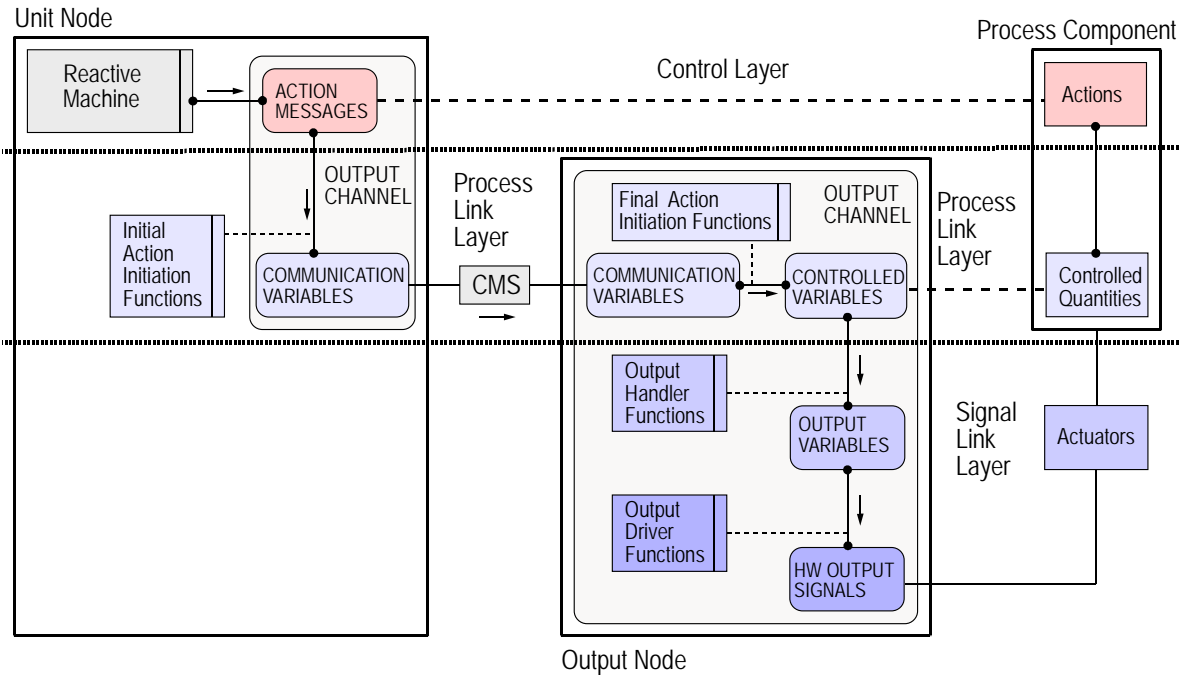 Unit Node
Process Component
Reactive
Machine
ACTION
MESSAGES
Control Layer
Actions
OUTPUT
CHANNEL
Process
Link
Layer
Final Action
Initiation Functions
OUTPUT
CHANNEL
Process
Link
Layer
Initial
Action
Initiation
Functions
COMMUNICATION
VARIABLES
CMS
COMMUNICATION
VARIABLES
CONTROLLED
VARIABLES
Controlled
Quantities
Output
Handler
Functions
OUTPUT
VARIABLES
Signal
Link
Layer
Actuators
Output
Driver
Functions
HW OUTPUT
SIGNALS
Output Node